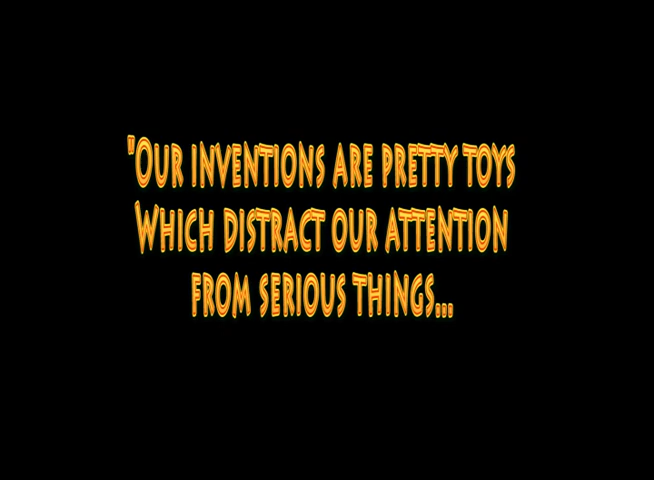 "Our inventions are pretty toys
Which distract our attention
from serious things...